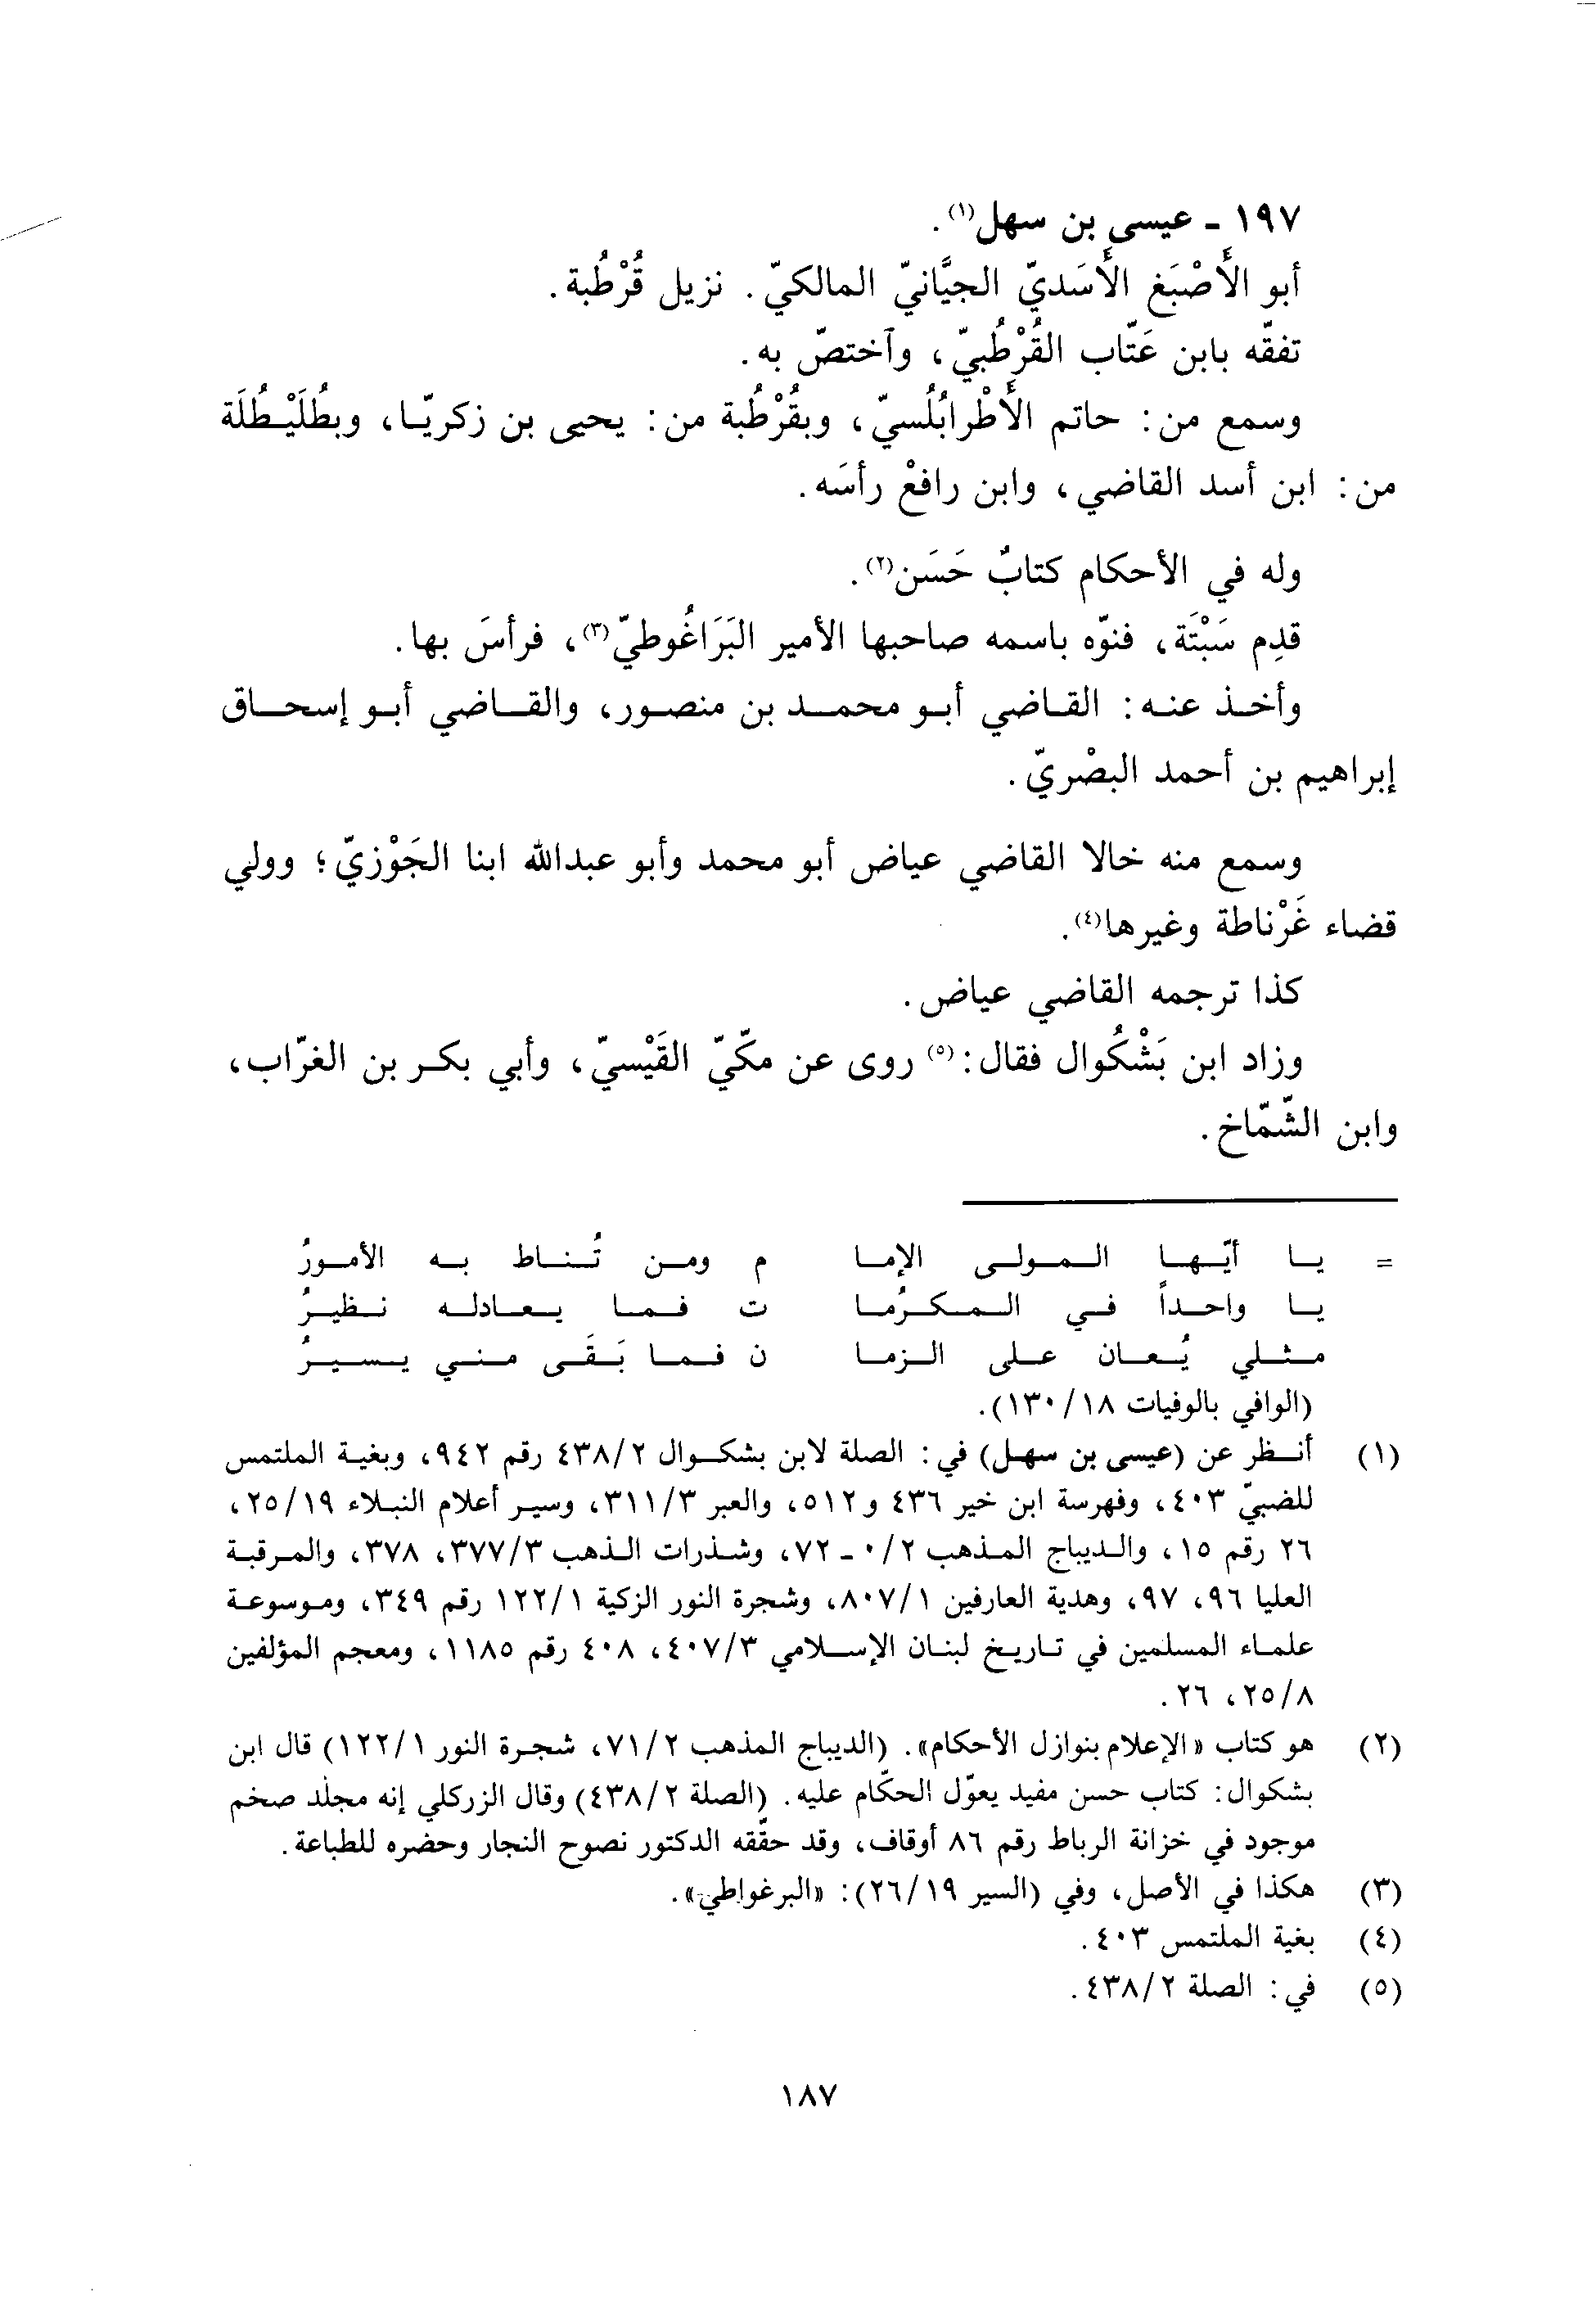 ١٩٧ - عيسى بن سهل(١).
أبو الأَصْبَغ الأَسَديّ الجيَّانيّ المالكيّ. نزيل قُرْطُبة.
تفقّه بابن عَتّاب القُرْطُبيّ، وآختصّ به.
وسمع من: حاتم الأَطْرابُلُسيّ، وبقُرْطُبة من: يحيى بن زكريّا، وبطُلَيْطُلَة
من: ابن أسد القاضي، وابن رافعْ رأسَه.
وله في الأحكام كتابٌ حَسَن(٢).
قدِم سَبْتَة، فنوّه باسمه صاحبها الأمير البَرَاغُوطيّ(٣)، فرأسَ بها.
وأخذ عنه: القاضي أبو محمد بن منصور، والقاضي أبو إسحاق
إبراهيم بن أحمد البصْريّ.
وسمع منه خالا القاضي عياض أبو محمد وأبو عبدالله ابنا الجَوْزيّ؛ وولي
قضاء غَرْناطة وغيرها(٤).
كذا ترجمه القاضي عياض.
وزاد ابن بَشْكُوال فقال:(٥) روى عن مكّيّ القَيْسيّ، وأبي بكر بن الغرّاب،
وابن الشّمّاخ.
= يا أيّها المولى الإما م ومن تُناط به الأمورُ
يا واحداً في المكرُما ت فما يعادله نظيرُ
مثلي يُعان على الزما ن فما بَقَى مني يسيرُ
(الوافي بالوفيات ١٣٠/١٨).
(١) أنظر عن (عيسى بن سهل) في: الصلة لابن بشكوال ٤٣٨/٢ رقم ٩٤٢، وبغية الملتمس
للضبيّ ٤٠٣، وفهرسة ابن خير ٤٣٦ و٥١٢، والعبر ٣١١/٣، وسير أعلام النبلاء ٢٥/١٩،
٢٦ رقم ١٥، والديباج المذهب ٠/٢ - ٧٢، وشذرات الذهب ٣٧٧/٣، ٣٧٨، والمرقبة
العليا ٩٦، ٩٧، وهدية العارفين ٨٠٧/١، وشجرة النور الزكية ١٢٢/١ رقم ٣٤٩، وموسوعة
علماء المسلمين في تاريخ لبنان الإسلامي ٤٠٧/٣، ٤٠٨ رقم ١١٨٥، ومعجم المؤلفين
٢٥/٨، ٢٦.
(٢) هو كتاب «الإعلام بنوازل الأحكام». (الديباج المذهب ٧١/٢، شجرة النور ١٢٢/١) قال ابن
بشكوال: كتاب حسن مفيد يعوّل الحكّام عليه. (الصلة ٤٣٨/٢) وقال الزركلي إنه مجلد ضخم
موجود في خزانة الرباط رقم ٨٦ أوقاف، وقد حقّقه الدكتور نصوح النجار وحضره للطباعة.
(٣) هكذا في الأصل، وفي (السير ٢٦/١٩): «البرغواطي».
(٤) بغية الملتمس ٤٠٣.
(٥) في: الصلة ٤٣٨/٢.
١٨٧